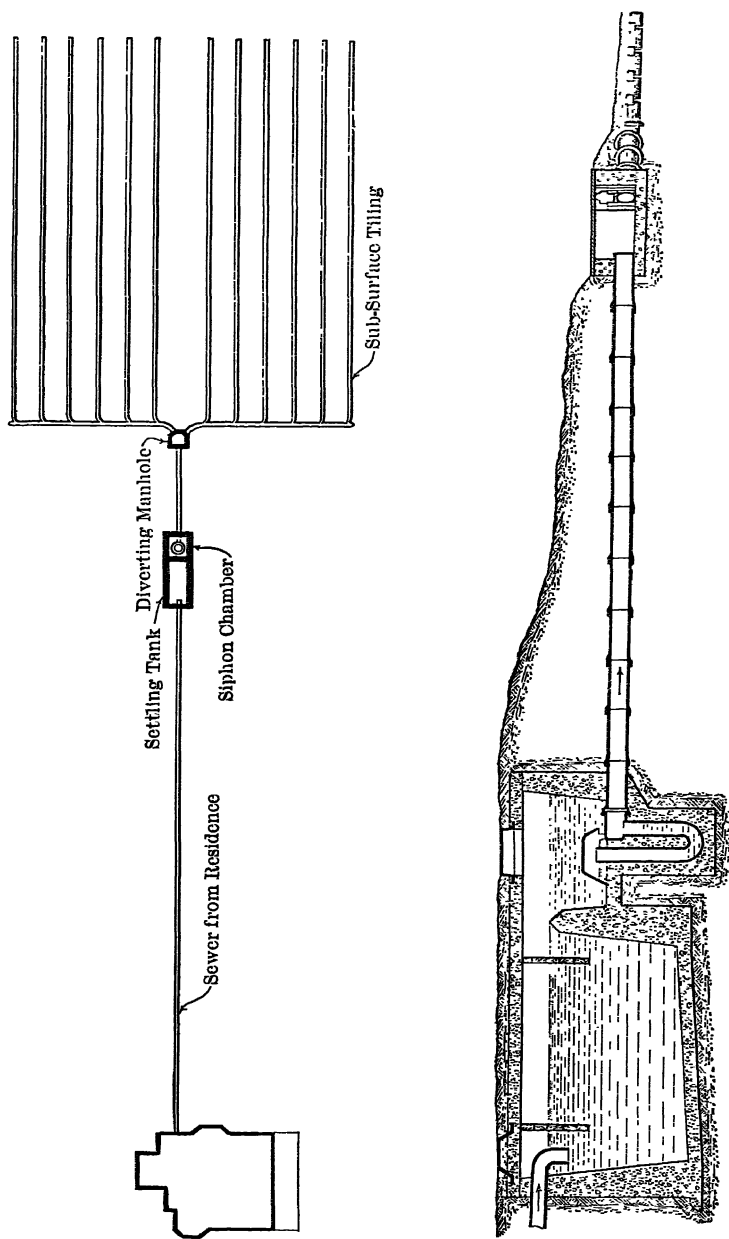 Sub-Surface Tiling
Diverting Manhole
Settling Tank
Siphon Chamber
Sewer from Residence